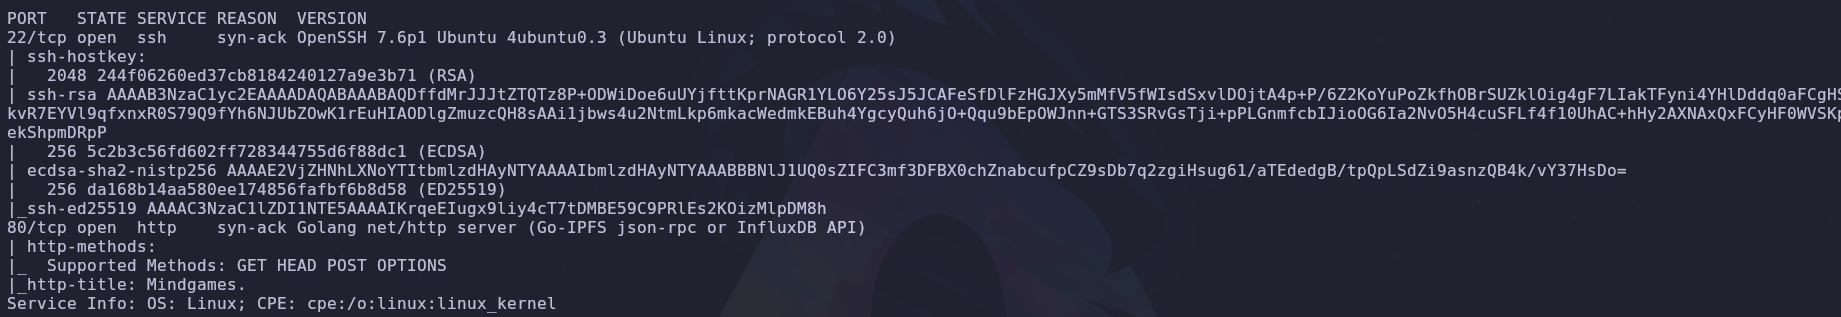 PORT   STATE SERVICE REASON  VERSION
22/tcp open  ssh     syn-ack OpenSSH 7.6p1 Ubuntu 4ubuntu0.3 (Ubuntu Linux; protocol 2.0)
| ssh-hostkey:
|   2048 244f06260ed37cb8184240127a9e3b71 (RSA)
| ssh-rsa AAAAB3NzaC1yc2EAAAADAQABAAABAQDffdMrJJJtZTQTz8P+ODWiDoe6uUYjfttKprNAGR1YLO6Y25sJ5JCAFeSfDlFzHGJXy5mMfV5fWIsdSxvlDOjtA4p+P/6Z2KoYuPoZkfhOBrSUZklOig4gF7LIakTFyni4YHlDddq0aFCgHS
kvR7EYVl9qfxnxR0S79Q9fYh6NJUbZOwK1rEuHIAODlgZmuzcQH8sAAi1jbws4u2NtmLkp6mkacWedmkEBuh4YgcyQuh6jO+Qqu9bEpOWJnn+GTS3SRvGsTji+pPLGnmfcbIJioOG6Ia2NvO5H4cuSFLf4f10UhAC+hHy2AXNAxQxFCyHF0WVSKp
ekShpmDRpP
|   256 5c2b3c56fd602ff728344755d6f88dc1 (ECDSA)
| ecdsa-sha2-nistp256 AAAAE2VjZHNhLXNoYTItbmlzdHAyNTYAAAAIbmlzdHAyNTYAAABBBNlJ1UQ0sZIFC3mf3DFBX0chZnabcufpCZ9sDb7q2zgiHsug61/aTEdedgB/tpQpLSdZi9asnzQB4k/vY37HsDo=
|   256 da168b14aa580ee174856fafbf6b8d58 (ED25519)
|_ssh-ed25519 AAAAC3NzaC1lZDI1NTE5AAAAIKrqeEIugx9liy4cT7tDMBE59C9PRlEs2KOizMlpDM8h
80/tcp open  http    syn-ack Golang net/http server (Go-IPFS json-rpc or InfluxDB API)
| http-methods:
|_  Supported Methods: GET HEAD POST OPTIONS
|_http-title: Mindgames.
Service Info: OS: Linux; CPE: cpe:/o:linux:linux_kernel